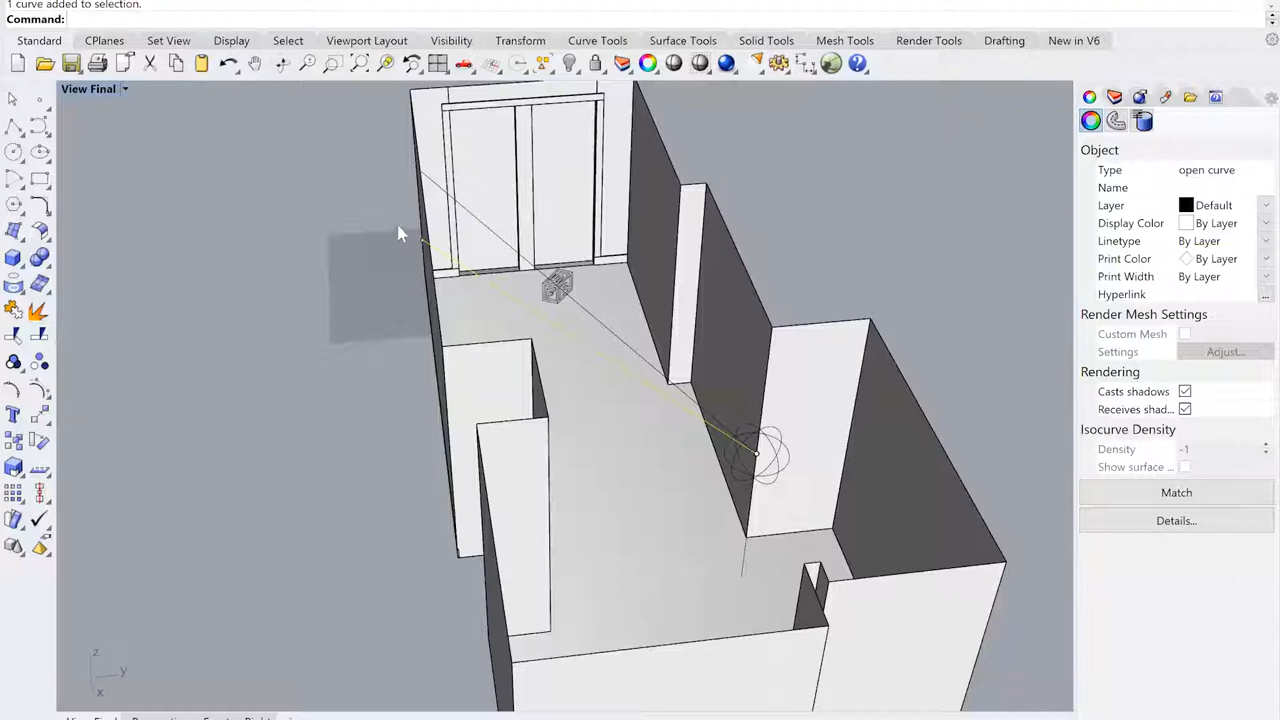 1 curve added to selection.
Command:
Standard CPlanes Set View Display Select Viewport Layout Visibility Transform Curve Tools Surface Tools Solid Tools Mesh Tools Render Tools Drafting New in V6
View Final
Object
Type open curve
Name
Layer Default
Display Color By Layer
Linetype By Layer
Print Color By Layer
Print Width By Layer
Hyperlink ...
Render Mesh Settings
Custom Mesh
Settings Adjust...
Rendering
Casts shadows
Receives shad...
Isocurve Density
Density -1
Show surface ...
Match
Details...
z
y
x
View Final